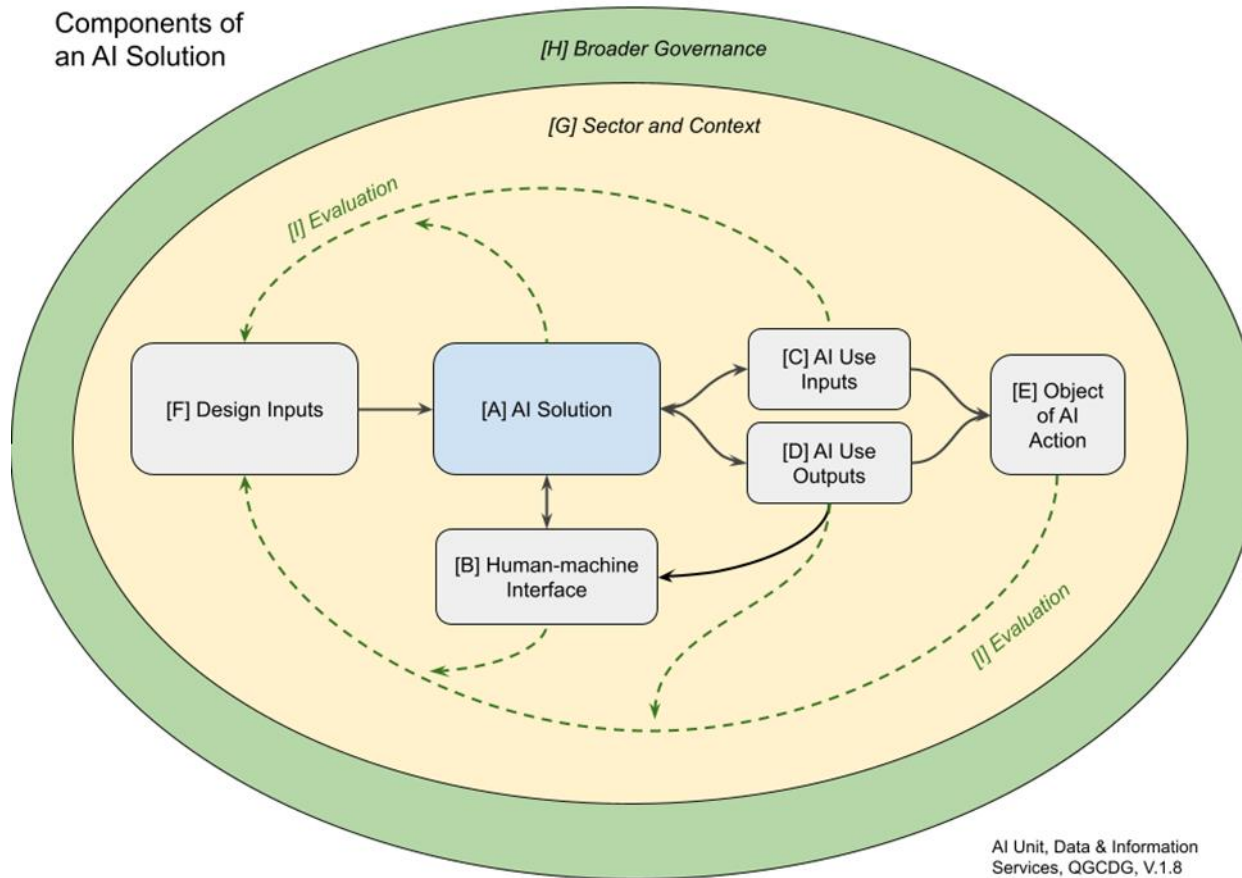 Components of
an AI Solution
[H] Broader Governance
[G] Sector and Context
[I] Evaluation
[F] Design Inputs
[A] AI Solution
[C] AI Use
Inputs
[D] AI Use
Outputs
[E] Object
of AI
Action
[B] Human-machine
Interface
[I] Evaluation
AI Unit, Data & Information
Services, QGCDG, V.1.8